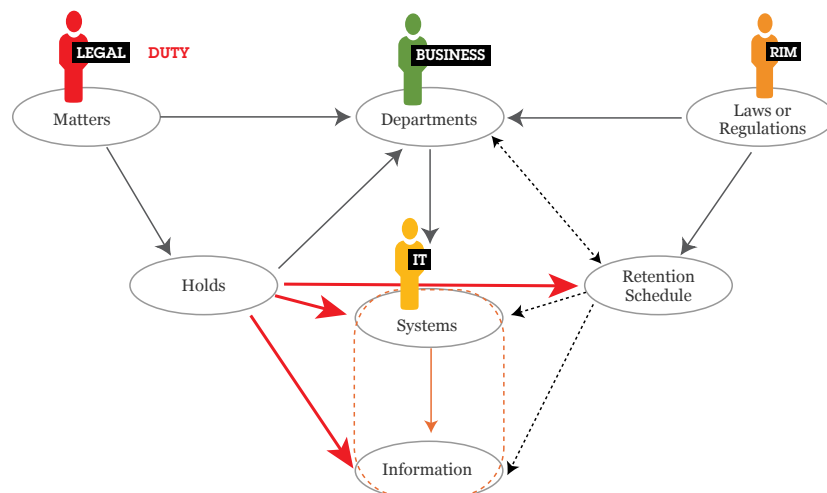 LEGAL DUTY
BUSINESS
RIM
Matters
Departments
Laws or
Regulations
IT
Holds
Retention
Schedule
Systems
Information